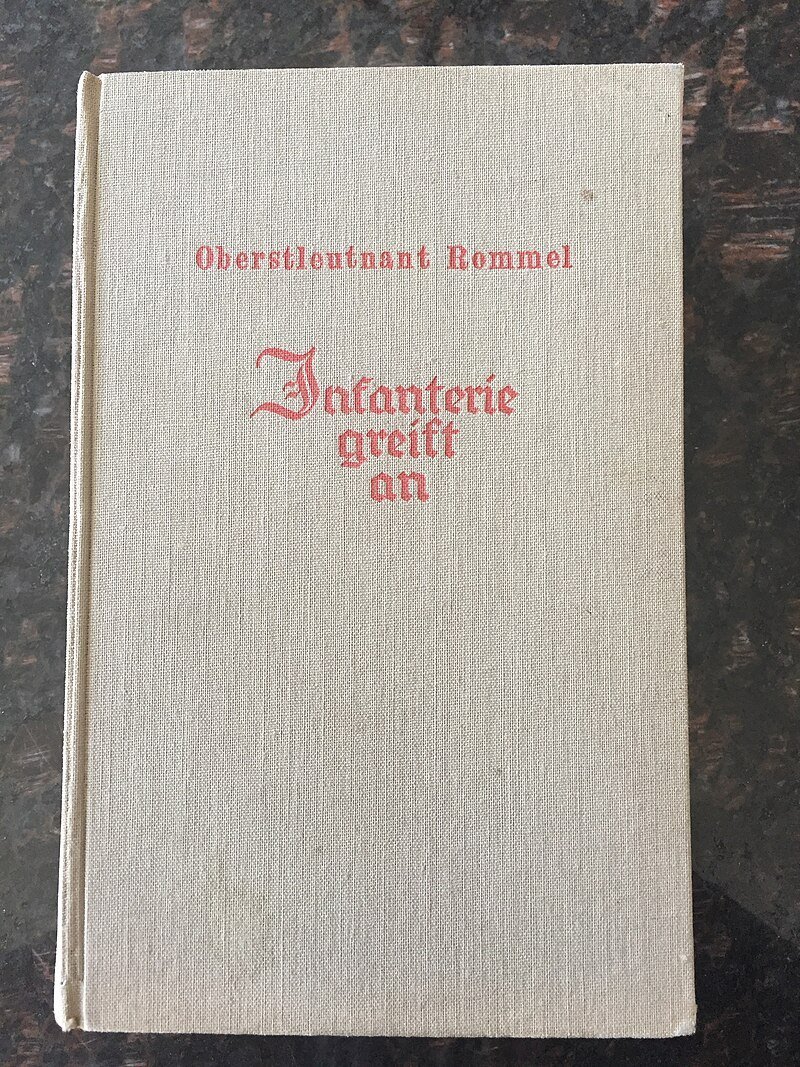 Oberstleutnant Rommel
Infanterie
greift
an